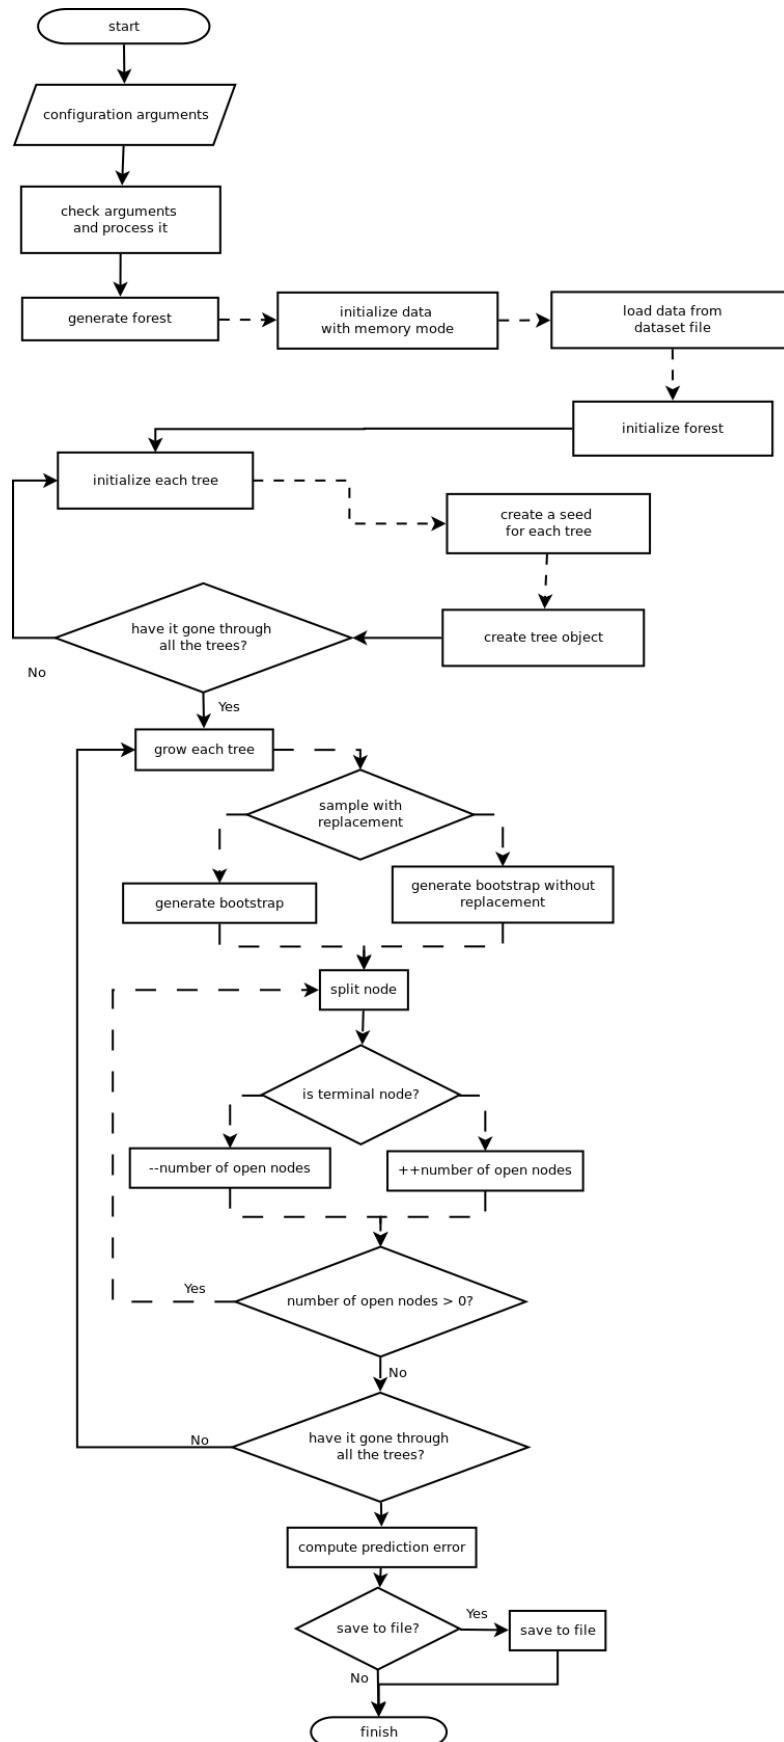 start
configuration arguments
check arguments
and process it
generate forest
initialize data
with memory mode
load data from
dataset file
initialize forest
initialize each tree
create a seed
for each tree
create tree object
have it gone through
all the trees?
No
Yes
grow each tree
sample with
replacement
generate bootstrap
generate bootstrap without
replacement
split node
is terminal node?
--number of open nodes
++number of open nodes
Yes
number of open nodes > 0?
No
No
have it gone through
all the trees?
compute prediction error
save to file?
Yes
save to file
No
finish